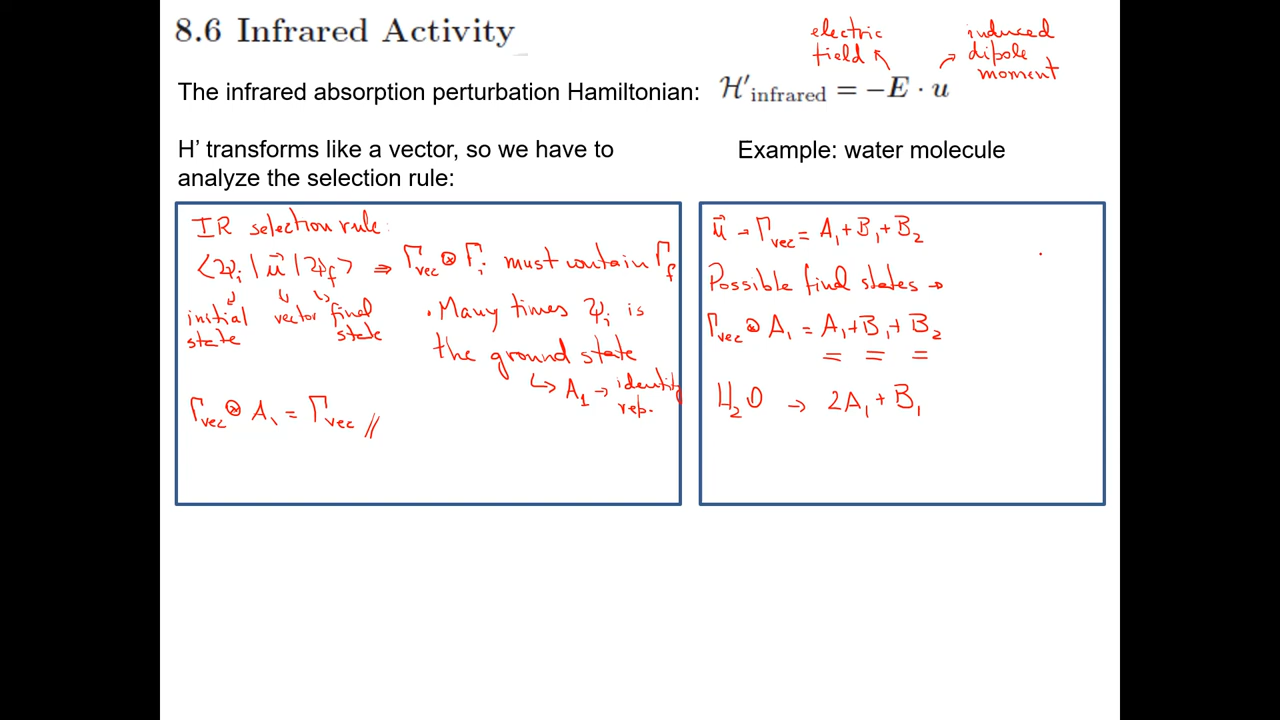 8.6 Infrared Activity
electric field
induced dipole moment
The infrared absorption perturbation Hamiltonian: ℋ′infrared = −E · u
H’ transforms like a vector, so we have to
analyze the selection rule:
IR selection rule:
⟨Ψi | u⃗ | Ψf⟩ ⇒ Γvec ⊗ Γi must contain Γf
initial state
vector
final state
· Many times Ψi is
the ground state
↳ A1 → identity rep.
Γvec ⊗ A1 = Γvec //
Example: water molecule
u⃗ → Γvec = A1 + B1 + B2
Possible final states →
Γvec ⊗ A1 = A1 + B1 + B2
H2O → 2A1 + B1